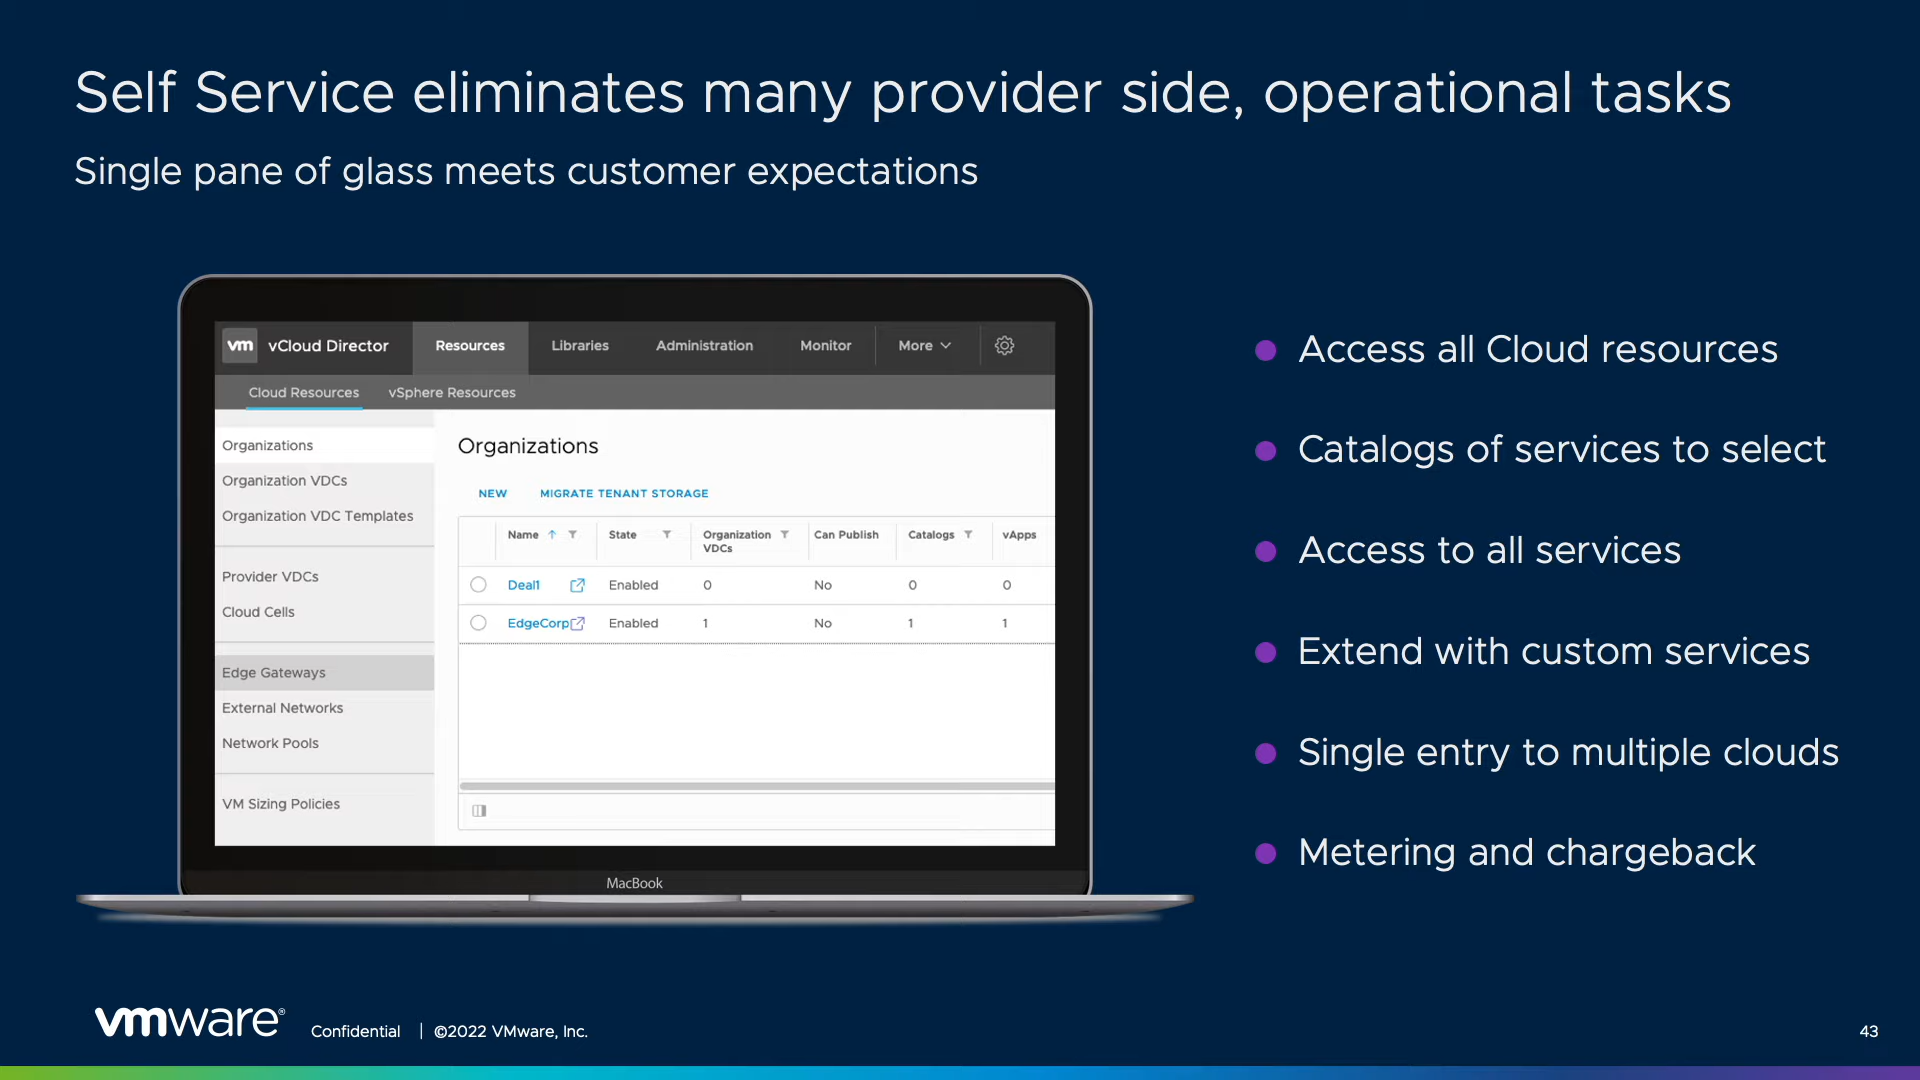 Self Service eliminates many provider side, operational tasks
Single pane of glass meets customer expectations
vm vCloud Director Resources Libraries Administration Monitor More
Cloud Resources vSphere Resources
Organizations
Organization VDCs
Organization VDC Templates
Provider VDCs
Cloud Cells
Edge Gateways
External Networks
Network Pools
VM Sizing Policies
Organizations
NEW MIGRATE TENANT STORAGE
Name State Organization VDCs Can Publish Catalogs vApps
Deal1 Enabled 0 No 0 0
EdgeCorp Enabled 1 No 1 1
MacBook
Access all Cloud resources
Catalogs of services to select
Access to all services
Extend with custom services
Single entry to multiple clouds
Metering and chargeback
vmware® Confidential | ©2022 VMware, Inc. 43